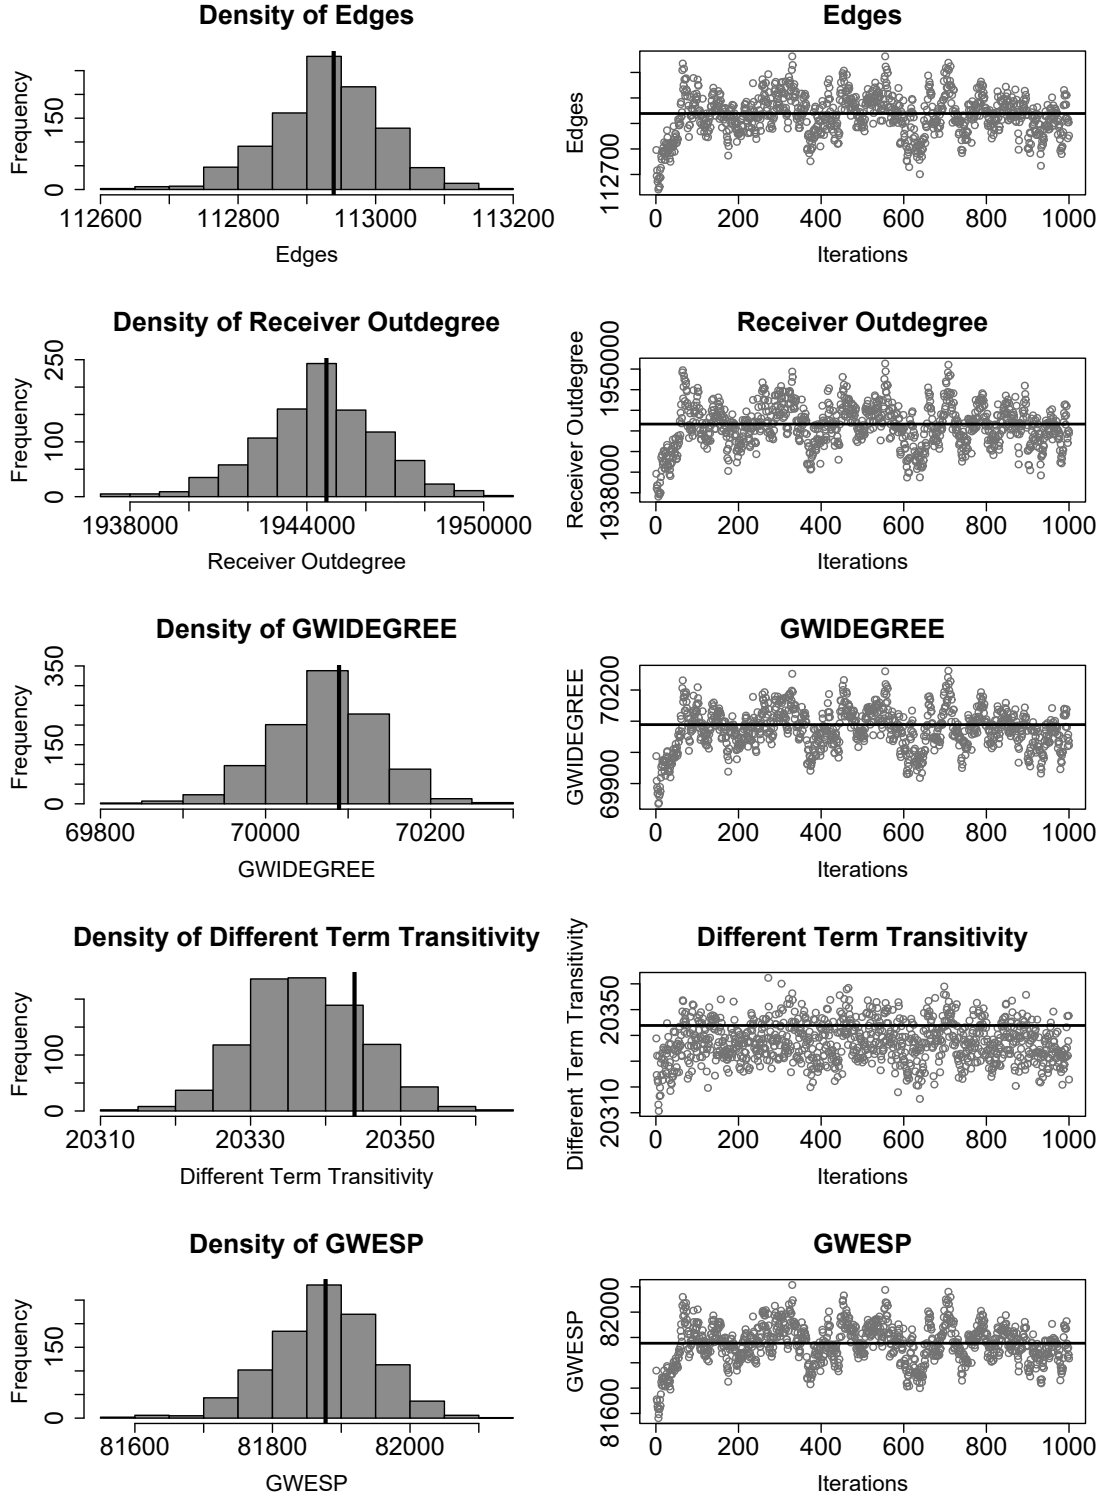 Density of Edges
Frequency
0
150
112600
112800
113000
113200
Edges
Edges
Edges
112700
0
200
400
600
800
1000
Iterations
Density of Receiver Outdegree
Frequency
0
100
250
1938000
1944000
1950000
Receiver Outdegree
Receiver Outdegree
Receiver Outdegree
1938000
1950000
0
200
400
600
800
1000
Iterations
Density of GWIDEGREE
Frequency
0
150
350
69800
70000
70200
GWIDEGREE
GWIDEGREE
GWIDEGREE
69900
70200
0
200
400
600
800
1000
Iterations
Density of Different Term Transitivity
Frequency
0
100
20310
20330
20350
Different Term Transitivity
Different Term Transitivity
Different Term Transitivity
20310
20350
0
200
400
600
800
1000
Iterations
Density of GWESP
Frequency
0
150
81600
81800
82000
GWESP
GWESP
GWESP
81600
82000
0
200
400
600
800
1000
Iterations